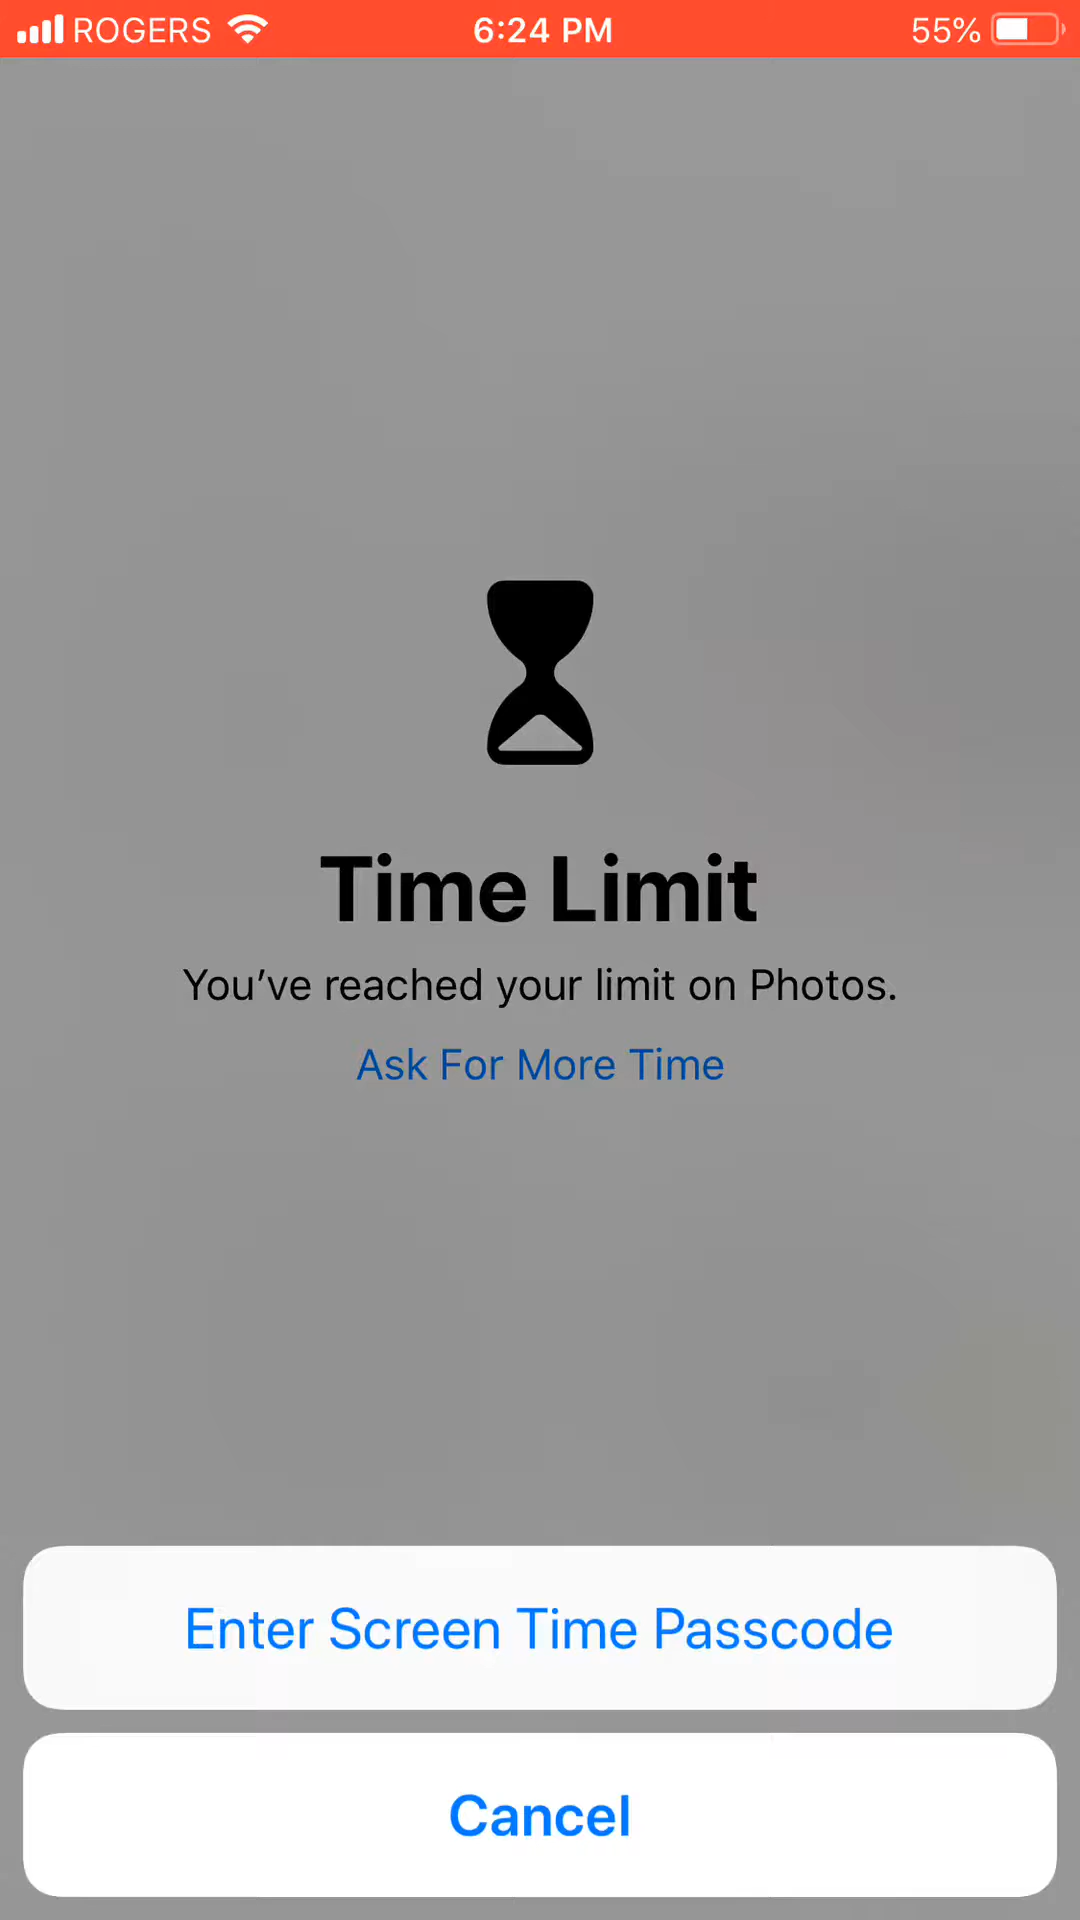 ROGERS 6:24 PM 55%
Time Limit
You’ve reached your limit on Photos.
Ask For More Time
Enter Screen Time Passcode
Cancel